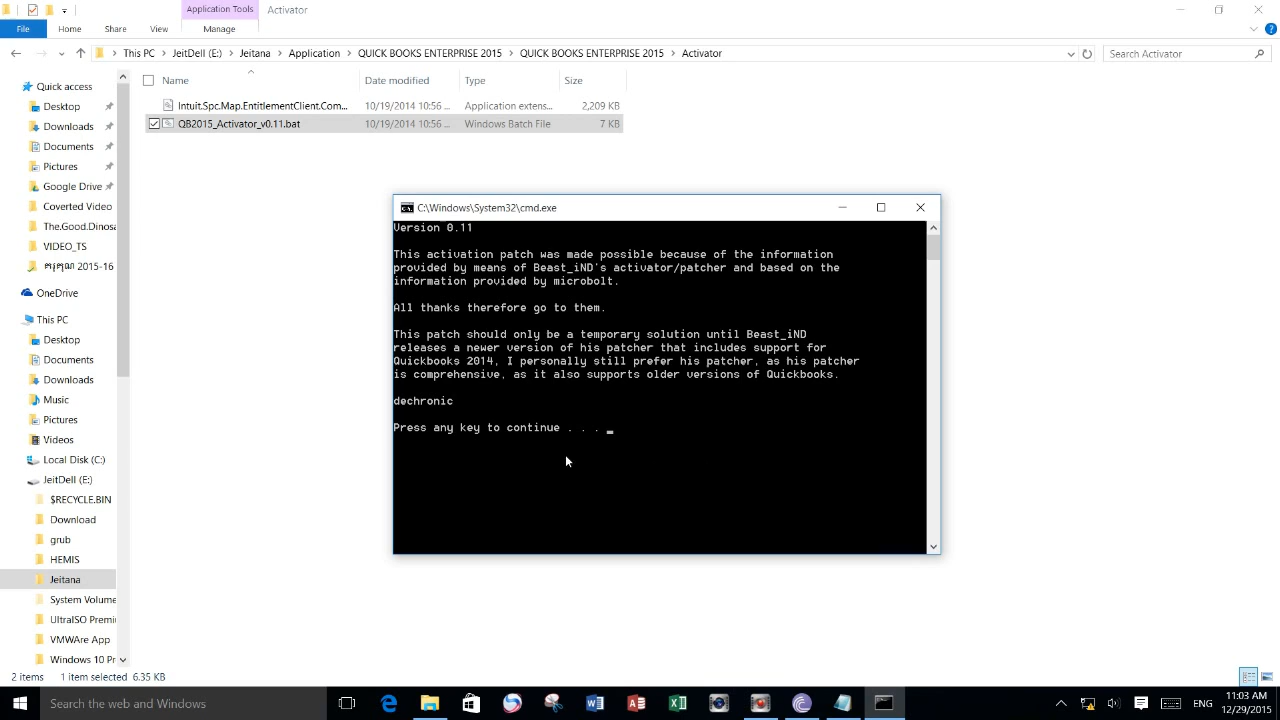 Application Tools
Activator
File
Home
Share
View
Manage
This PC
JeitDell (E:)
Jeitana
Application
QUICK BOOKS ENTERPRISE 2015
QUICK BOOKS ENTERPRISE 2015
Activator
Search Activator
Name
Date modified
Type
Size
Intuit.Spc.Map.EntitlementClient.Com...
10/19/2014 10:56 ...
Application extens...
2,209 KB
QB2015_Activator_v0.11.bat
10/19/2014 10:56 ...
Windows Batch File
7 KB
Quick access
Desktop
Downloads
Documents
Pictures
Google Drive
Coverted Video
The.Good.Dinosa
VIDEO_TS
2015-16
OneDrive
This PC
Desktop
Documents
Downloads
Music
Pictures
Videos
Local Disk (C:)
JeitDell (E:)
$RECYCLE.BIN
Download
grub
HEMIS
Jeitana
System Volume
UltraISO Premi
VMWAre App
Windows 10 Pr
C:\Windows\System32\cmd.exe
Version 0.11
This activation patch was made possible because of the information
provided by means of Beast_iND's activator/patcher and based on the
information provided by microbolt.
All thanks therefore go to them.
This patch should only be a temporary solution until Beast_iND
releases a newer version of his patcher that includes support for
Quickbooks 2014, I personally still prefer his patcher, as his patcher
is comprehensive, as it also supports older versions of Quickbooks.
dechronic
Press any key to continue . . . _
2 items
1 item selected 6.35 KB
Search the web and Windows
ENG
11:03 AM
12/29/2015